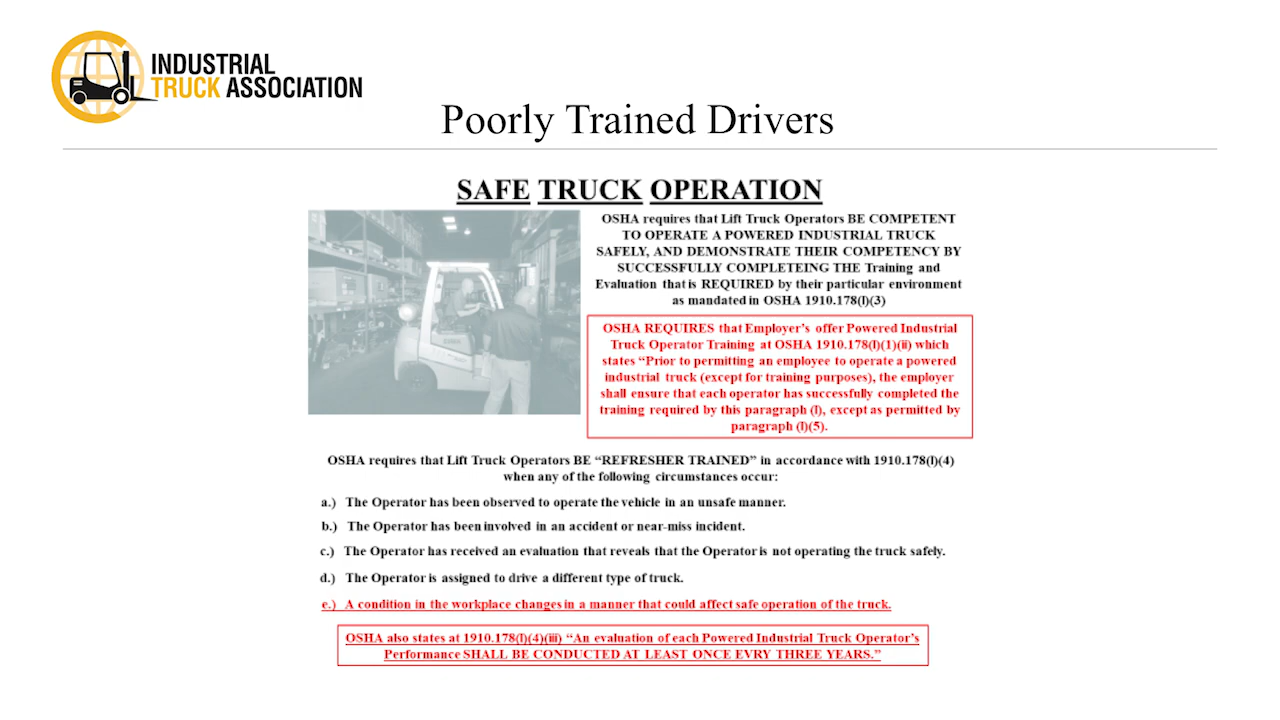 INDUSTRIAL
TRUCK ASSOCIATION
Poorly Trained Drivers
SAFE TRUCK OPERATION
OSHA requires that Lift Truck Operators BE COMPETENT
TO OPERATE A POWERED INDUSTRIAL TRUCK
SAFELY, AND DEMONSTRATE THEIR COMPETENCY BY
SUCCESSFULLY COMPLETEING THE Training and
Evaluation that is REQUIRED by their particular environment
as mandated in OSHA 1910.178(l)(3)
OSHA REQUIRES that Employer's offer Powered Industrial
Truck Operator Training at OSHA 1910.178(l)(1)(ii) which
states “Prior to permitting an employee to operate a powered
industrial truck (except for training purposes), the employer
shall ensure that each operator has successfully completed the
training required by this paragraph (l), except as permitted by
paragraph (l)(5).
OSHA requires that Lift Truck Operators BE “REFRESHER TRAINED” in accordance with 1910.178(l)(4)
when any of the following circumstances occur:
a.) The Operator has been observed to operate the vehicle in an unsafe manner.
b.) The Operator has been involved in an accident or near-miss incident.
c.) The Operator has received an evaluation that reveals that the Operator is not operating the truck safely.
d.) The Operator is assigned to drive a different type of truck.
e.) A condition in the workplace changes in a manner that could affect safe operation of the truck.
OSHA also states at 1910.178(l)(4)(iii) “An evaluation of each Powered Industrial Truck Operator's
Performance SHALL BE CONDUCTED AT LEAST ONCE EVRY THREE YEARS.”